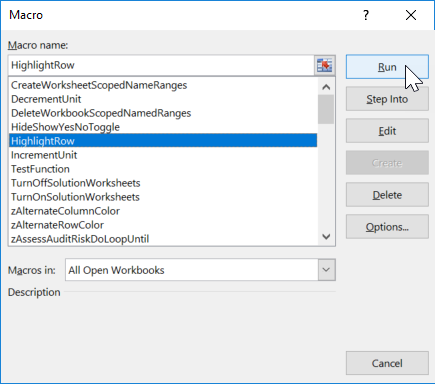 Macro
?
Macro name:
HighlightRow
Run
CreateWorksheetScopedNameRanges
DecrementUnit
Step Into
DeleteWorkbookScopedNamedRanges
HideShowYesNoToggle
Edit
HighlightRow
IncrementUnit
Create
TestFunction
TurnOffSolutionWorksheets
Delete
TurnOnSolutionWorksheets
zAlternateColumnColor
Options...
zAlternateRowColor
zAssessAuditRiskDoLoopUntil
Macros in: All Open Workbooks
Description
Cancel